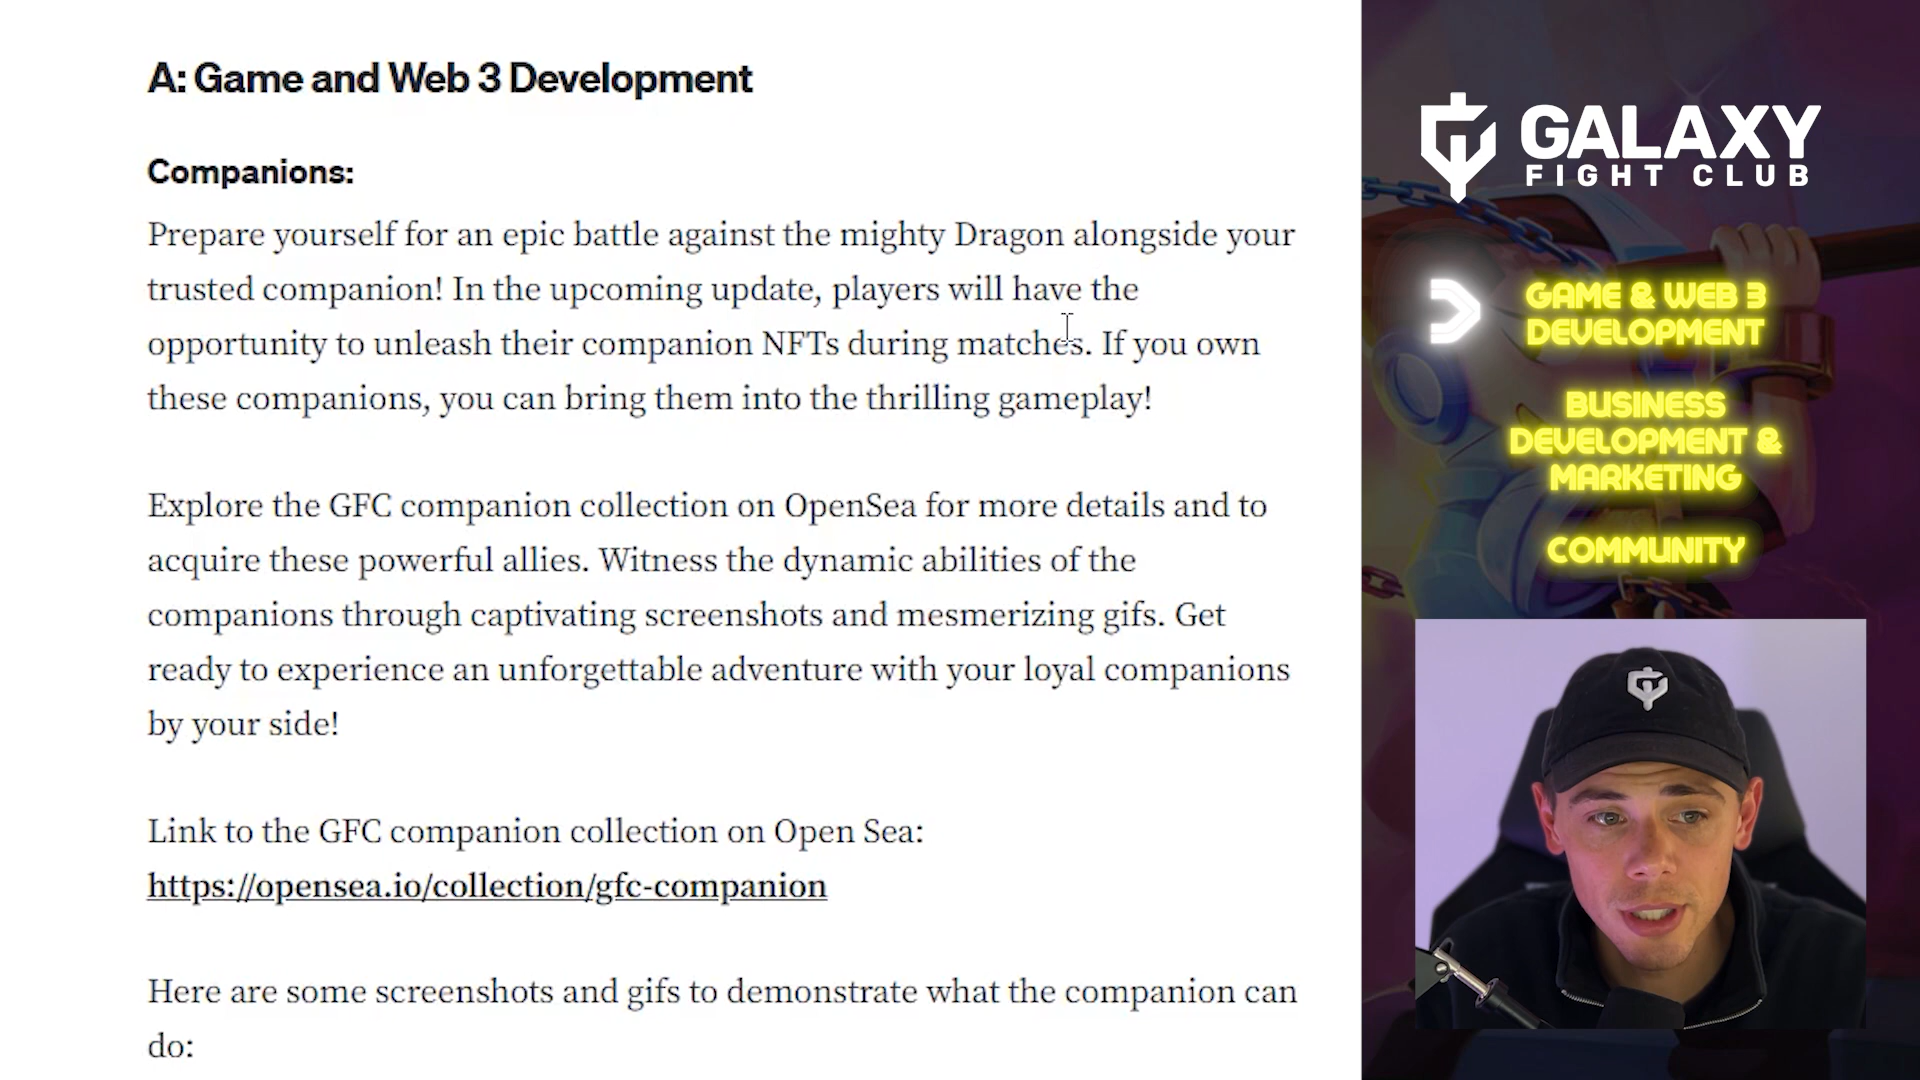 A: Game and Web 3 Development
Companions:
Prepare yourself for an epic battle against the mighty Dragon alongside your
trusted companion! In the upcoming update, players will have the
opportunity to unleash their companion NFTs during matches. If you own
these companions, you can bring them into the thrilling gameplay!
Explore the GFC companion collection on OpenSea for more details and to
acquire these powerful allies. Witness the dynamic abilities of the
companions through captivating screenshots and mesmerizing gifs. Get
ready to experience an unforgettable adventure with your loyal companions
by your side!
Link to the GFC companion collection on Open Sea:
https://opensea.io/collection/gfc-companion
Here are some screenshots and gifs to demonstrate what the companion can
do:
GALAXY
FIGHT CLUB
GAME & WEB 3
DEVELOPMENT
BUSINESS
DEVELOPMENT &
MARKETING
COMMUNITY